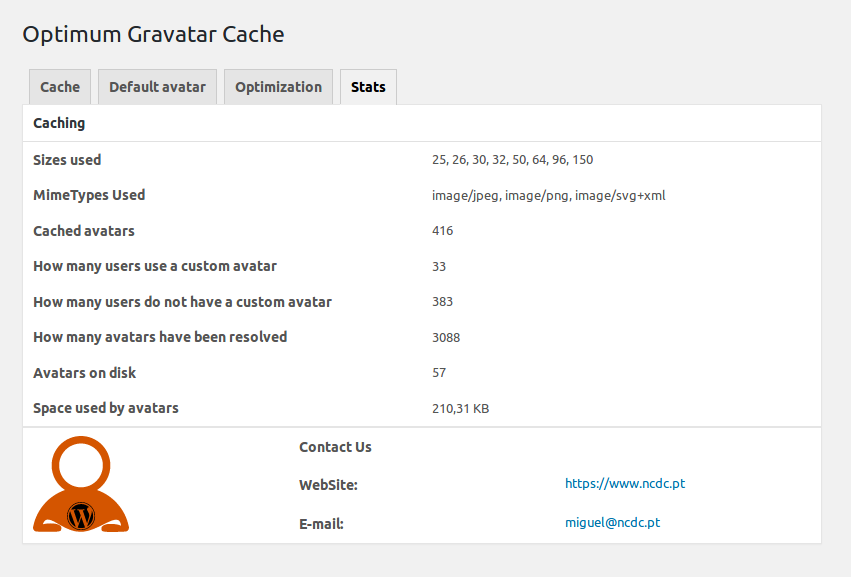 Optimum Gravatar Cache
Cache Default avatar Optimization Stats
Caching
Sizes used 25, 26, 30, 32, 50, 64, 96, 150
MimeTypes Used image/jpeg, image/png, image/svg+xml
Cached avatars 416
How many users use a custom avatar 33
How many users do not have a custom avatar 383
How many avatars have been resolved 3088
Avatars on disk 57
Space used by avatars 210,31 KB
Contact Us
WebSite: https://www.ncdc.pt
E-mail: miguel@ncdc.pt